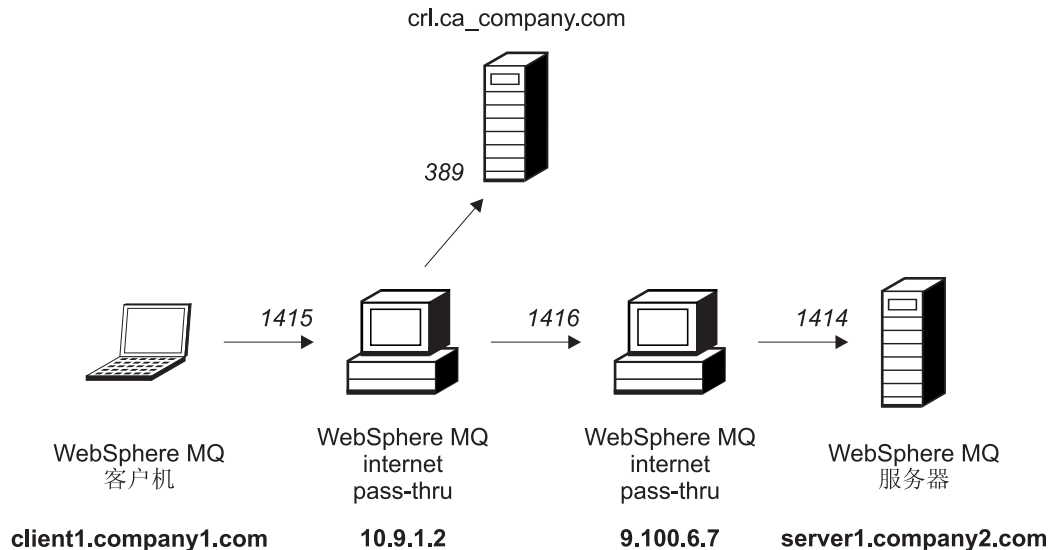 crl.ca_company.com
389
1415
1416
1414
WebSphere MQ
客户机
WebSphere MQ
internet
pass-thru
WebSphere MQ
internet
pass-thru
WebSphere MQ
服务器
client1.company1.com
10.9.1.2
9.100.6.7
server1.company2.com